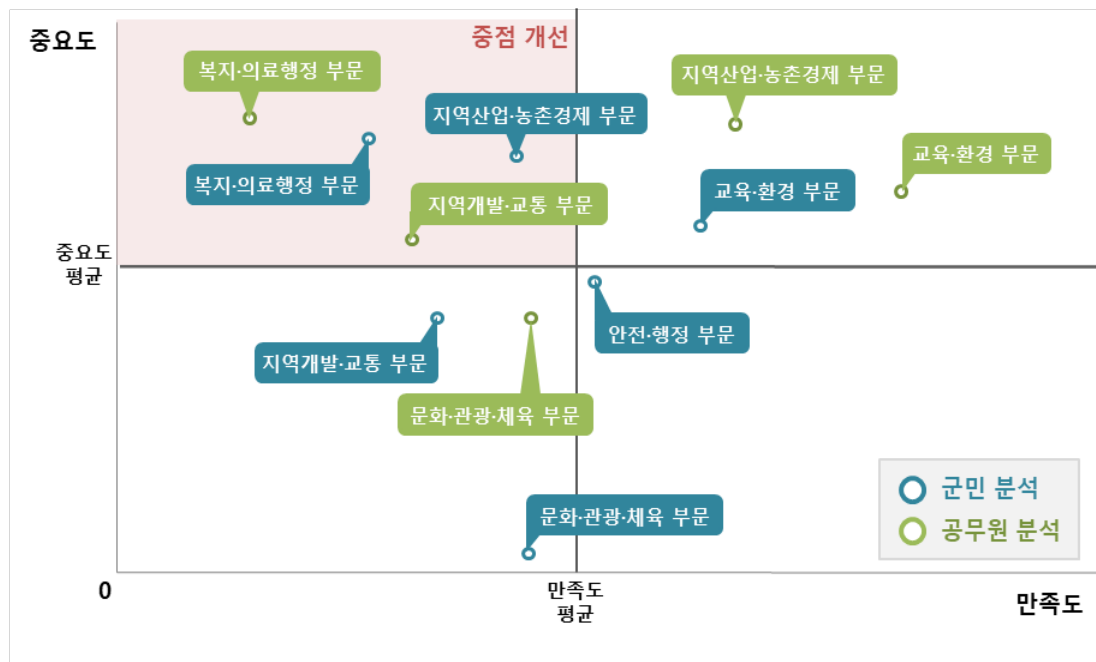 중요도
중점 개선
복지·의료행정 부문
지역산업·농촌경제 부문
지역산업·농촌경제 부문
교육·환경 부문
복지·의료행정 부문
교육·환경 부문
지역개발·교통 부문
중요도
평균
안전·행정 부문
지역개발·교통 부문
문화·관광·체육 부문
군민 분석
문화·관광·체육 부문
공무원 분석
0
만족도
평균
만족도